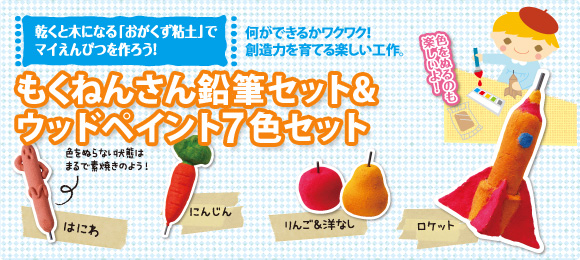 乾くと木になる「おがくず粘土」で
マイえんぴつを作ろう!
何ができるかワクワク!
創造力を育てる楽しい工作。
色をぬるのも
楽しいよー!
もくねんさん鉛筆セット&
ウッドペイント7色セット
色をぬらない状態は
まるで素焼きのよう!
はにわ
にんじん
りんご&洋なし
ロケット